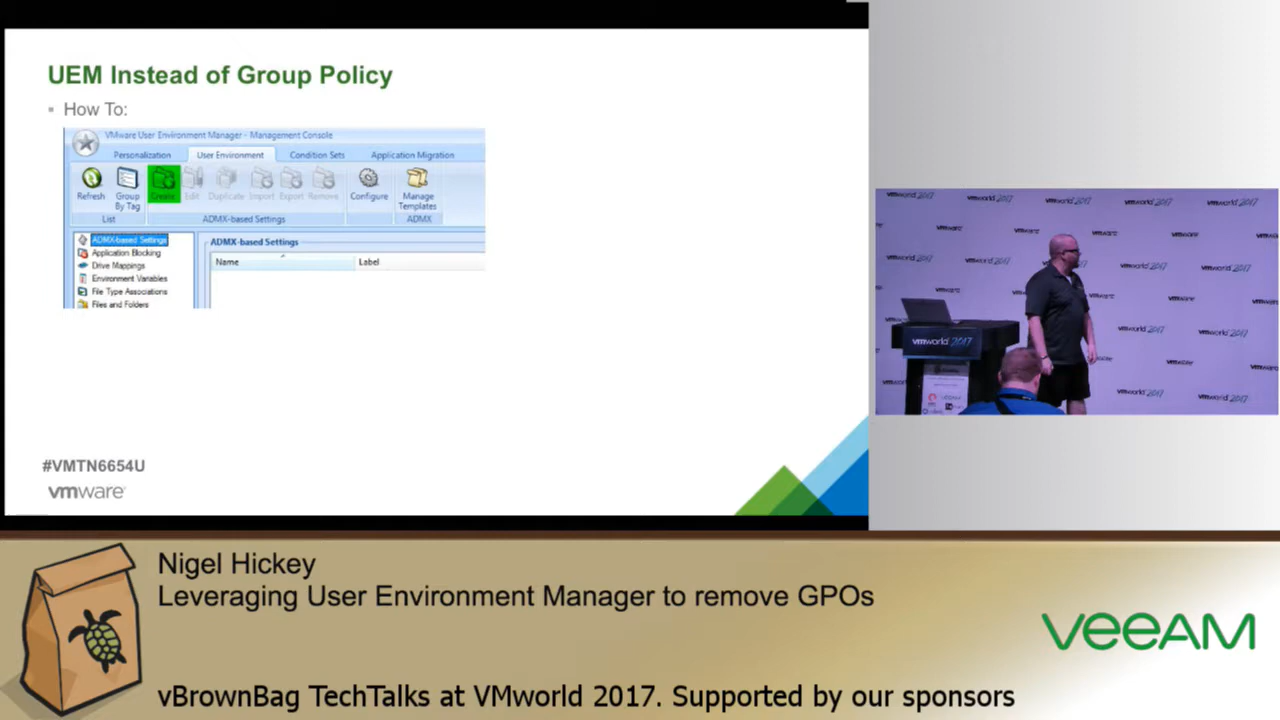 UEM Instead of Group Policy
How To:
VMware User Environment Manager - Management Console
Personalization User Environment Condition Sets Application Migration
Refresh Group By Tag Create Edit Duplicate Import Export Remove Configure Manage Templates
List ADMX-based Settings ADMX
ADMX-based Settings
Application Blocking
Drive Mappings
Environment Variables
File Type Associations
Files and Folders
ADMX-based Settings
Name Label
#VMTN6654U
vmware
vmworld 2017
Nigel Hickey
Leveraging User Environment Manager to remove GPOs
veeam
vBrownBag TechTalks at VMworld 2017. Supported by our sponsors